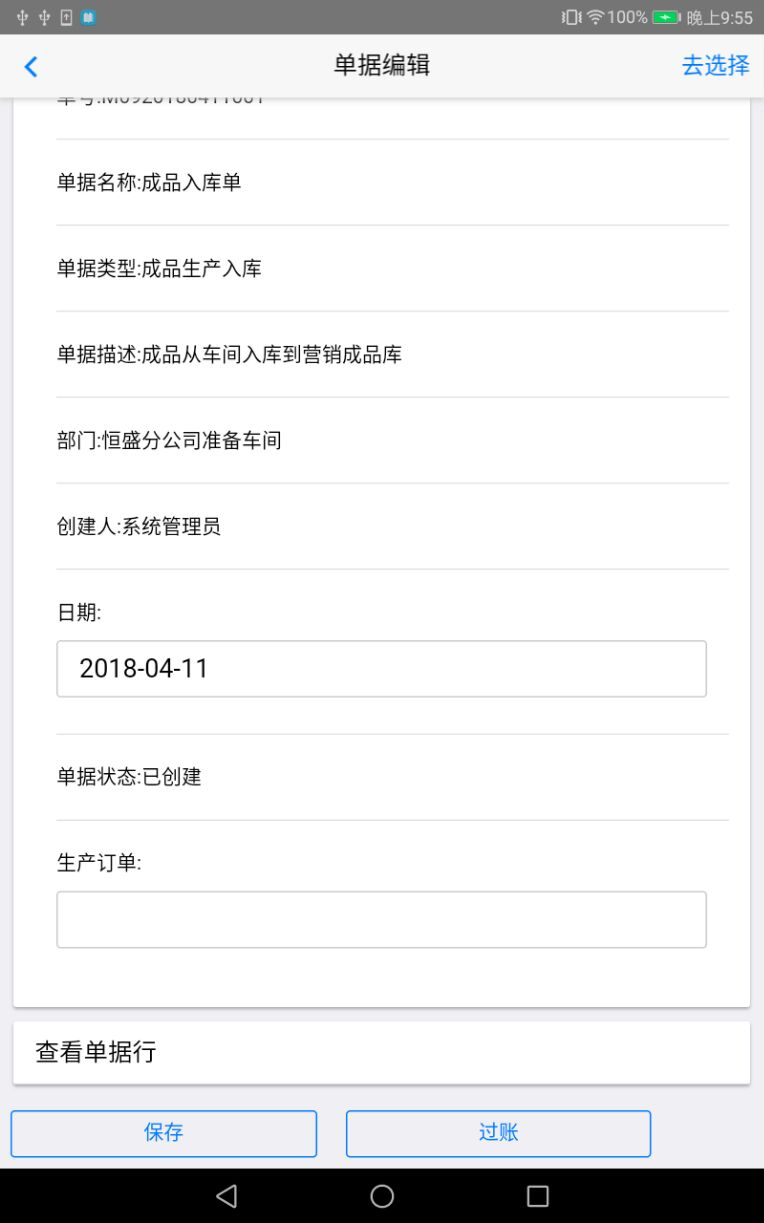 100% 晚上9:55
单据编辑
去选择
单据名称:成品入库单
单据类型:成品生产入库
单据描述:成品从车间入库到营销成品库
部门:恒盛分公司准备车间
创建人:系统管理员
日期:
2018-04-11
单据状态:已创建
生产订单:
查看单据行
保存
过账